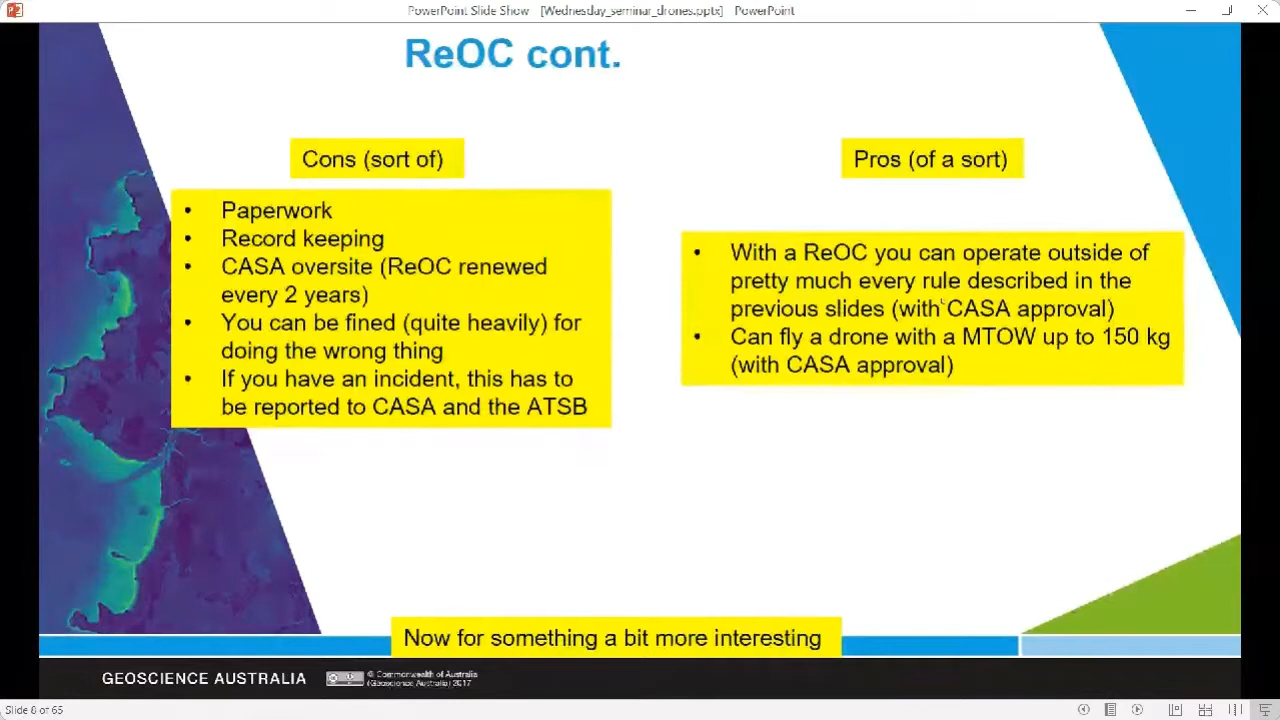 PowerPoint Slide Show - [Wednesday_seminar_drones.pptx] - PowerPoint
ReOC cont.
Cons (sort of)
• Paperwork
• Record keeping
• CASA oversite (ReOC renewed
every 2 years)
• You can be fined (quite heavily) for
doing the wrong thing
• If you have an incident, this has to
be reported to CASA and the ATSB
Pros (of a sort)
• With a ReOC you can operate outside of
pretty much every rule described in the
previous slides (with CASA approval)
• Can fly a drone with a MTOW up to 150 kg
(with CASA approval)
Now for something a bit more interesting
GEOSCIENCE AUSTRALIA
© Commonwealth of Australia
(Geoscience Australia) 2017
Slide 8 of 65